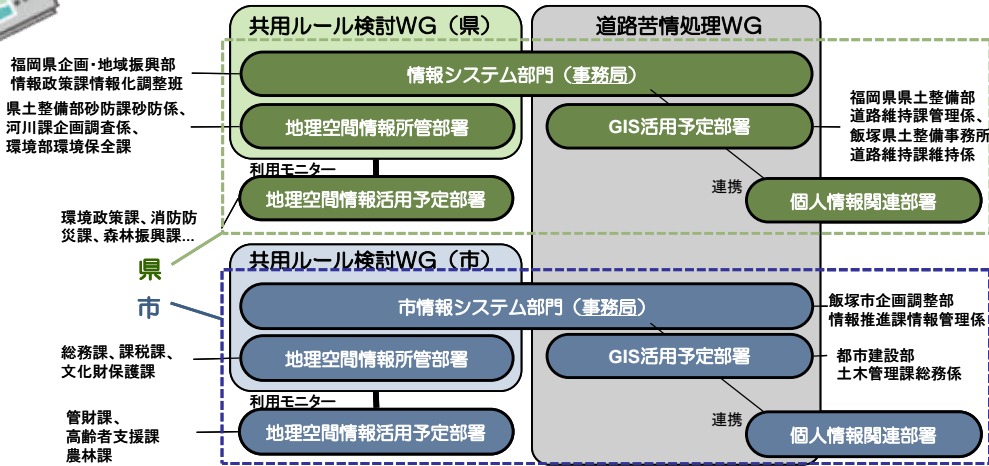 共用ルール検討WG(県)
道路苦情処理WG
福岡県企画・地域振興部
情報政策課情報化調整班
情報システム部門(事務局)
県土整備部砂防課砂防係、
河川課企画調査係、
環境部環境保全課
地理空間情報所管部署
GIS活用予定部署
福岡県県土整備部
道路維持課管理係、
飯塚県土整備事務所
道路維持課維持係
利用モニター
地理空間情報活用予定部署
連携
個人情報関連部署
環境政策課、消防防
災課、森林振興課…
県
共用ルール検討WG(市)
市
市情報システム部門(事務局)
飯塚市企画調整部
情報推進課情報管理係
総務課、課税課、
文化財保護課
地理空間情報所管部署
GIS活用予定部署
都市建設部
土木管理課総務係
利用モニター
管財課、
高齢者支援課
農林課
地理空間情報活用予定部署
連携
個人情報関連部署